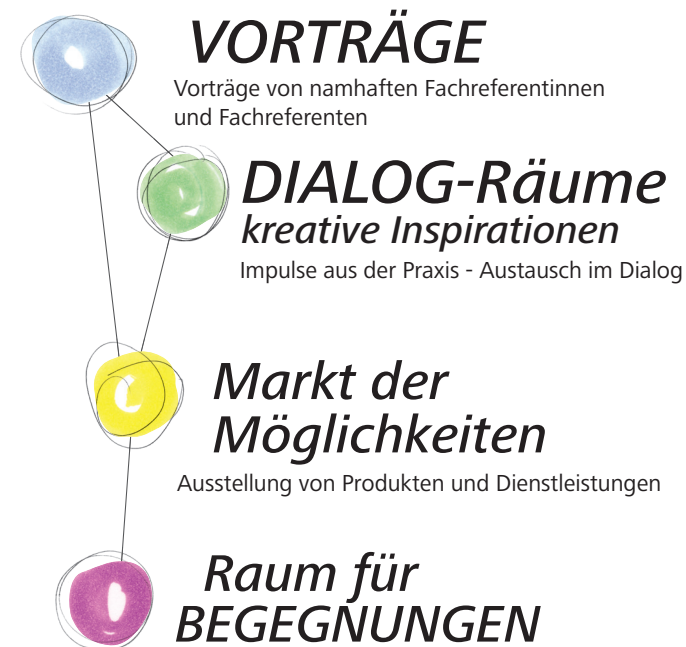 VORTRÄGE
Vorträge von namhaften Fachreferentinnen
und Fachreferenten
DIALOG-Räume
kreative Inspirationen
Impulse aus der Praxis - Austausch im Dialog
Markt der
Möglichkeiten
Ausstellung von Produkten und Dienstleistungen
Raum für
BEGEGNUNGEN